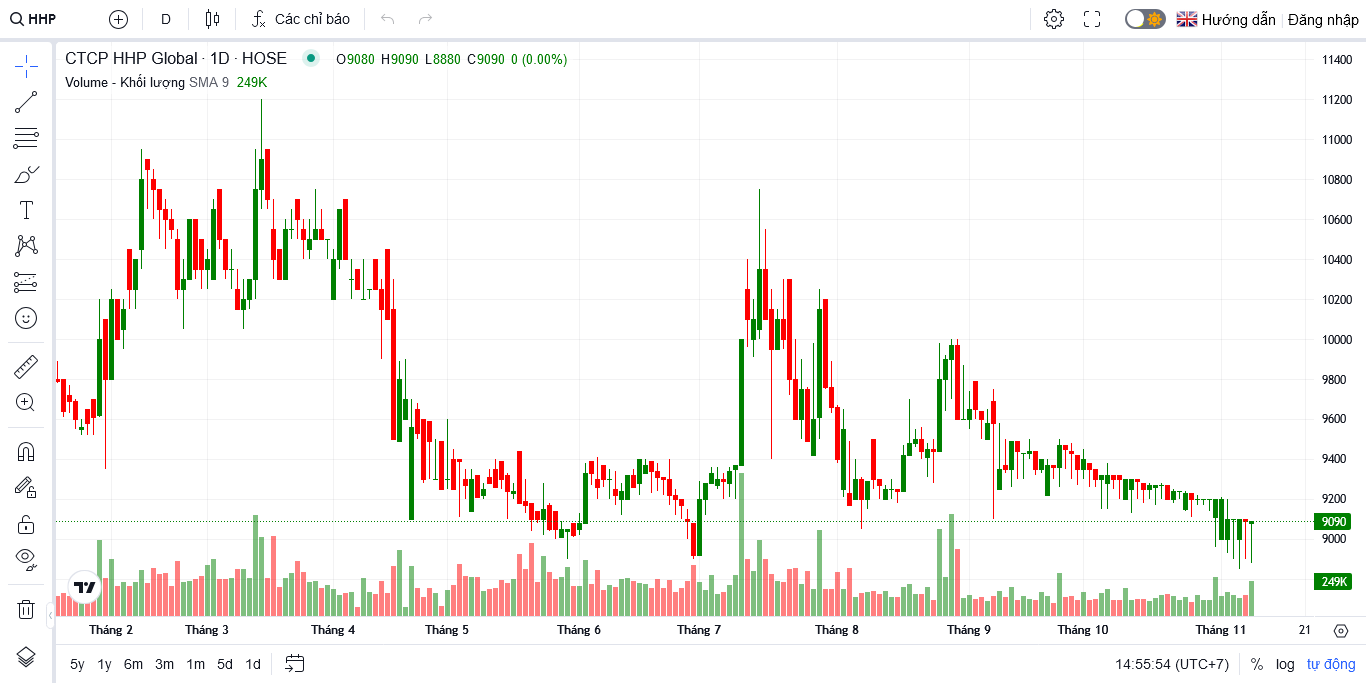 HHP D Các chỉ báo Hướng dẫn Đăng nhập
CTCP HHP Global · 1D · HOSE O9080 H9090 L8880 C9090 0 (0.00%)
Volume - Khối lượng SMA 9 249K
11400
11200
11000
10800
10600
10400
10200
10000
9800
9600
9400
9200
9090
9000
249K
Tháng 2 Tháng 3 Tháng 4 Tháng 5 Tháng 6 Tháng 7 Tháng 8 Tháng 9 Tháng 10 Tháng 11 21
5y 1y 6m 3m 1m 5d 1d 14:55:54 (UTC+7) % log tự động